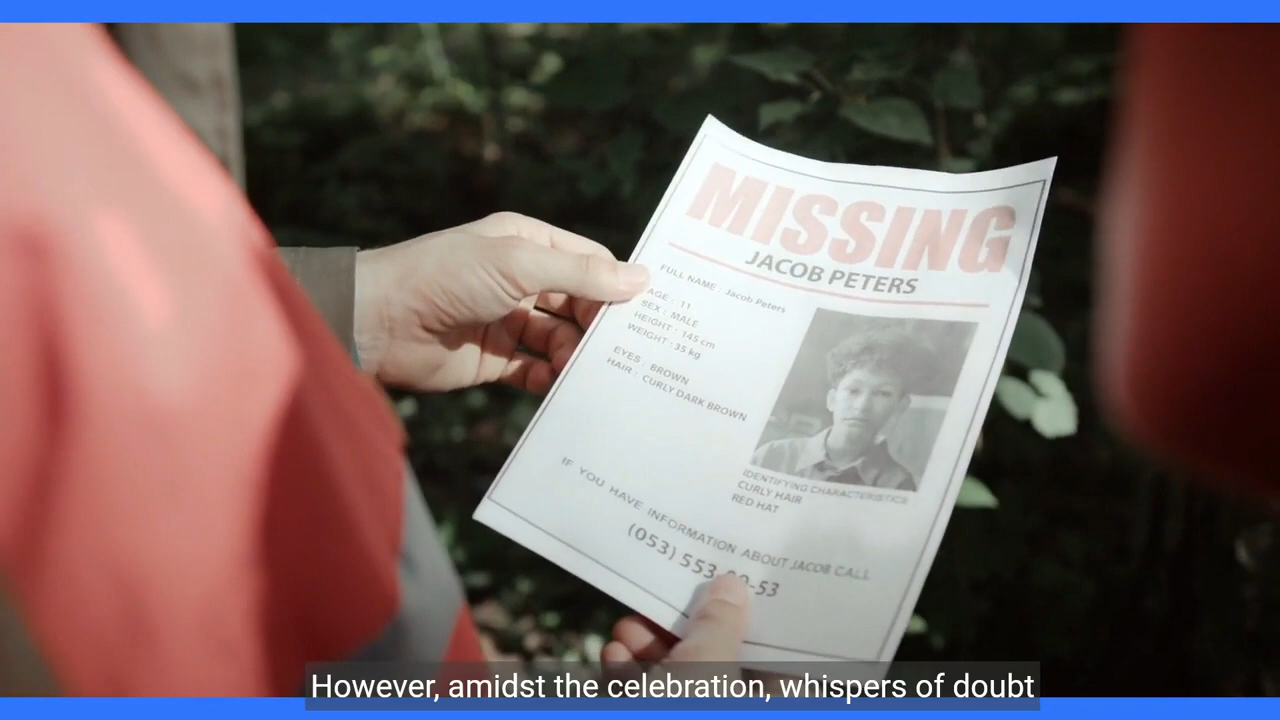 MISSING
JACOB PETERS
FULL NAME : Jacob Peters
AGE : 11
SEX : MALE
HEIGHT : 145 cm
WEIGHT : 35 kg
EYES : BROWN
HAIR : CURLY DARK BROWN
IDENTIFYING CHARACTERISTICS
CURLY HAIR
RED HAT
IF YOU HAVE INFORMATION ABOUT JACOB CALL
(053) 553 -53
However, amidst the celebration, whispers of doubt